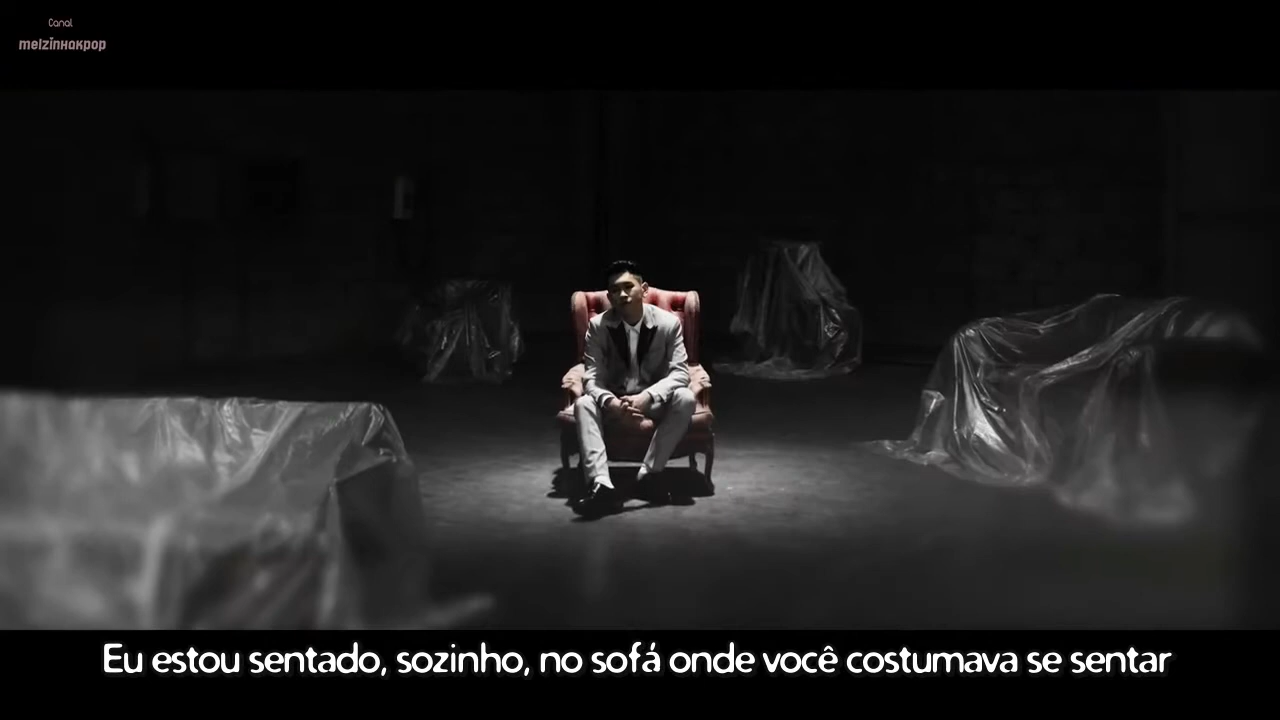 Canal
melzinhakpop
Eu estou sentado, sozinho, no sofá onde você costumava se sentar